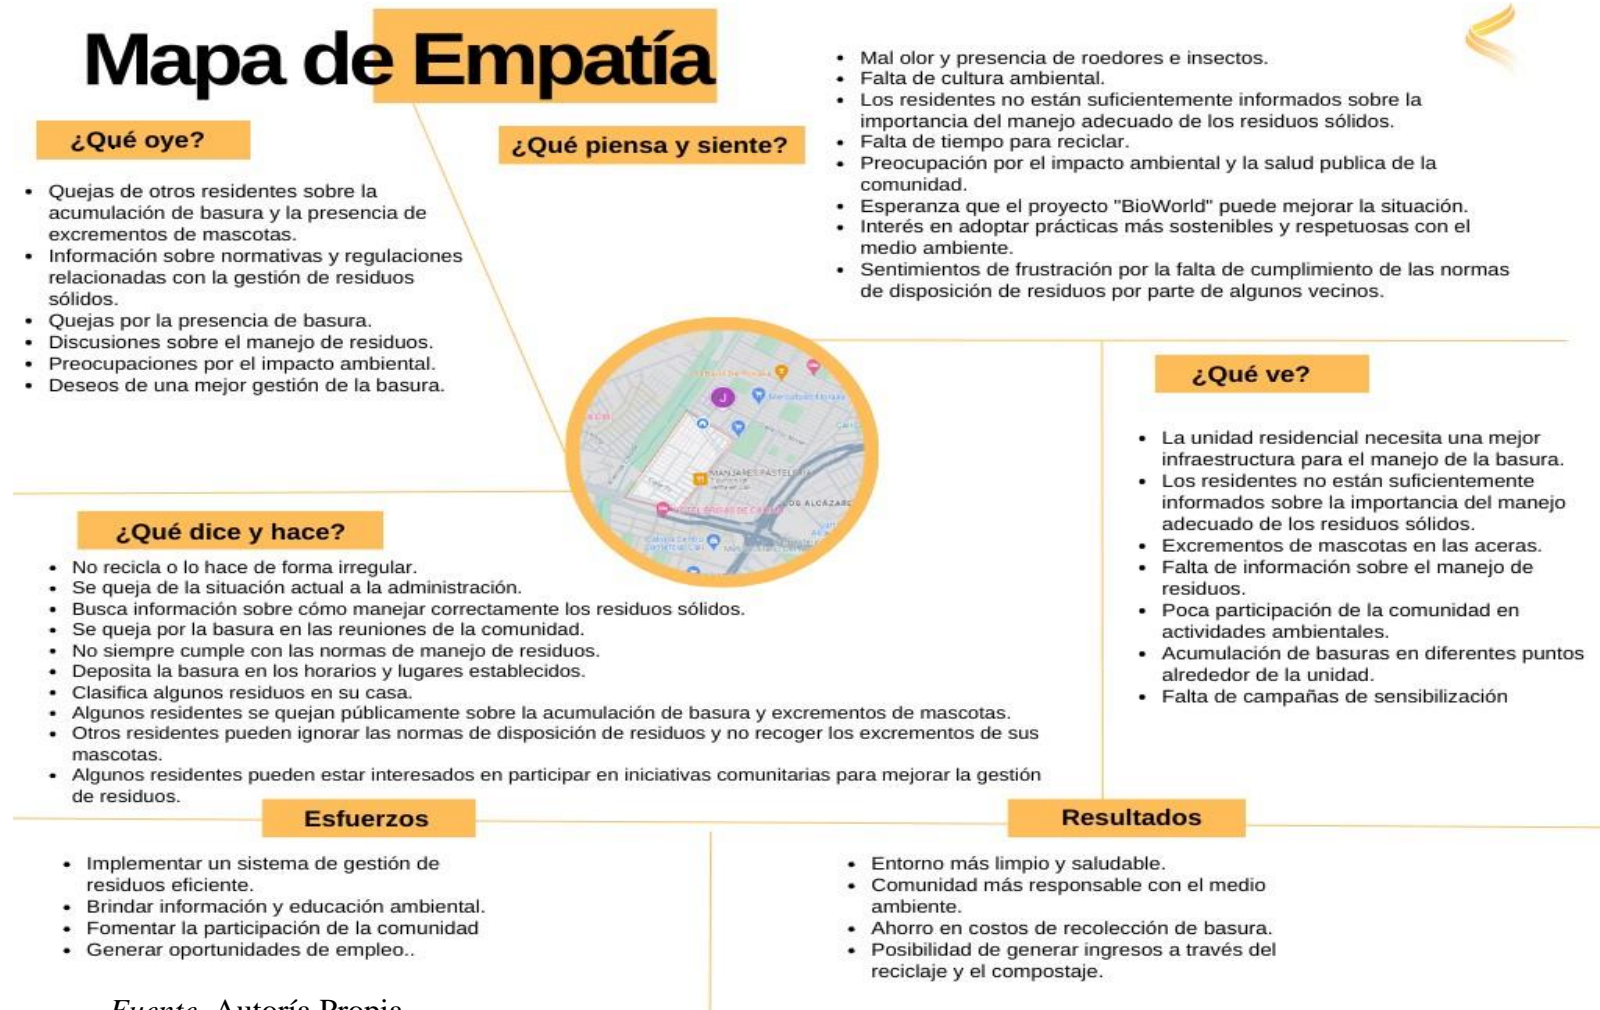 Mapa de Empatía
¿Qué oye?
Quejas de otros residentes sobre la
acumulación de basura y la presencia de
excrementos de mascotas.
Información sobre normativas y regulaciones
relacionadas con la gestión de residuos
sólidos.
Quejas por la presencia de basura.
Discusiones sobre el manejo de residuos.
Preocupaciones por el impacto ambiental.
Deseos de una mejor gestión de la basura.
¿Qué piensa y siente?
Mal olor y presencia de roedores e insectos.
Falta de cultura ambiental.
Los residentes no están suficientemente informados sobre la
importancia del manejo adecuado de los residuos sólidos.
Falta de tiempo para reciclar.
Preocupación por el impacto ambiental y la salud publica de la
comunidad.
Esperanza que el proyecto "BioWorld" puede mejorar la situación.
Interés en adoptar prácticas más sostenibles y respetuosas con el
medio ambiente.
Sentimientos de frustración por la falta de cumplimiento de las normas
de disposición de residuos por parte de algunos vecinos.
J
MANJARES PASTELERIA
¿Qué ve?
La unidad residencial necesita una mejor
infraestructura para el manejo de la basura.
Los residentes no están suficientemente
informados sobre la importancia del manejo
adecuado de los residuos sólidos.
Excrementos de mascotas en las aceras.
Falta de información sobre el manejo de
residuos.
Poca participación de la comunidad en
actividades ambientales.
Acumulación de basuras en diferentes puntos
alrededor de la unidad.
Falta de campañas de sensibilización
¿Qué dice y hace?
No recicla o lo hace de forma irregular.
Se queja de la situación actual a la administración.
Busca información sobre cómo manejar correctamente los residuos sólidos.
Se queja por la basura en las reuniones de la comunidad.
No siempre cumple con las normas de manejo de residuos.
Deposita la basura en los horarios y lugares establecidos.
Clasifica algunos residuos en su casa.
Algunos residentes se quejan públicamente sobre la acumulación de basura y excrementos de mascotas.
Otros residentes pueden ignorar las normas de disposición de residuos y no recoger los excrementos de sus
mascotas.
Algunos residentes pueden estar interesados en participar en iniciativas comunitarias para mejorar la gestión
de residuos.
Esfuerzos
Implementar un sistema de gestión de
residuos eficiente.
Brindar información y educación ambiental.
Fomentar la participación de la comunidad
Generar oportunidades de empleo..
Resultados
Entorno más limpio y saludable.
Comunidad más responsable con el medio
ambiente.
Ahorro en costos de recolección de basura.
Posibilidad de generar ingresos a través del
reciclaje y el compostaje.
Fuente. Autoría Propia